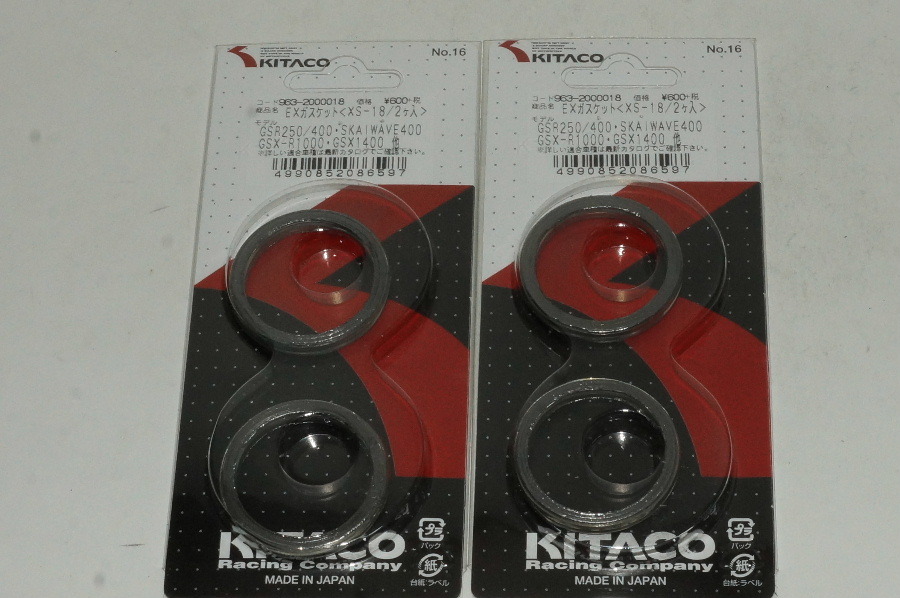 KITACO
No.16
コード963-2000018 価格 ¥600+税
商品名 EXガスケット<XS-18/2ヶ入>
モデル
GSR250/400・SKAIWAVE400
GSX-R1000・GSX1400 他
※詳しい適合車種は最新カタログでご確認下さい。
4990852086597
KITACO
Racing Company
MADE IN JAPAN
プラ
パック
紙
台紙:ラベル
KITACO
No.16
コード963-2000018 価格 ¥600+税
商品名 EXガスケット<XS-18/2ヶ入>
モデル
GSR250/400・SKAIWAVE400
GSX-R1000・GSX1400 他
※詳しい適合車種は最新カタログでご確認下さい。
4990852086597
KITACO
Racing Company
MADE IN JAPAN
プラ
パック
紙
台紙:ラベル